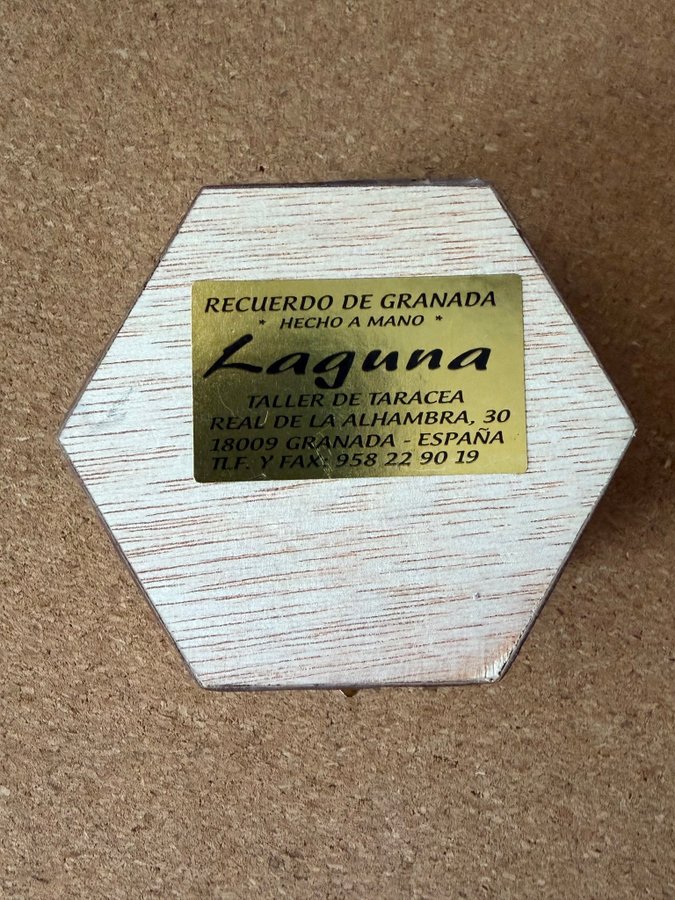 RECUERDO DE GRANADA
* HECHO A MANO *
Laguna
TALLER DE TARACEA
REAL DE LA ALHAMBRA, 30
18009 GRANADA - ESPAÑA
TLF. Y FAX: 958 22 90 19